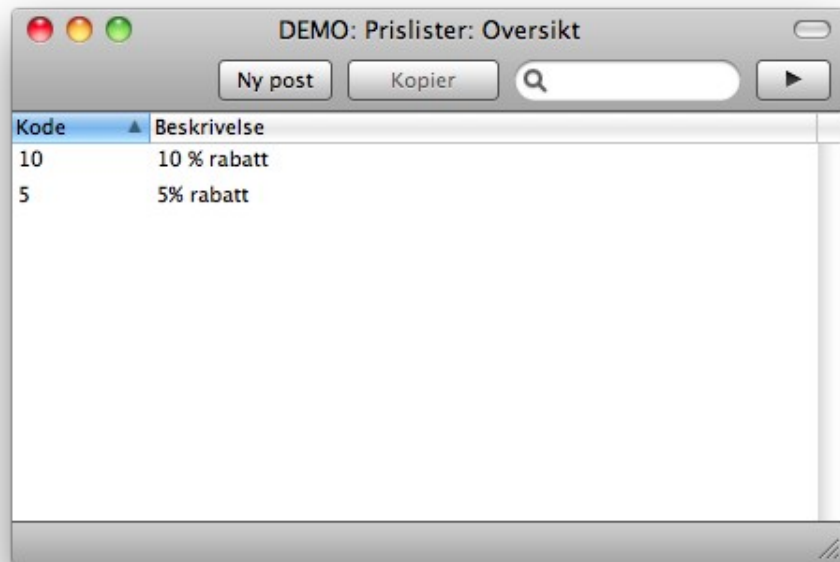 DEMO: Prislister: Oversikt
Ny post Kopier
Kode Beskrivelse
10 10 % rabatt
5 5% rabatt